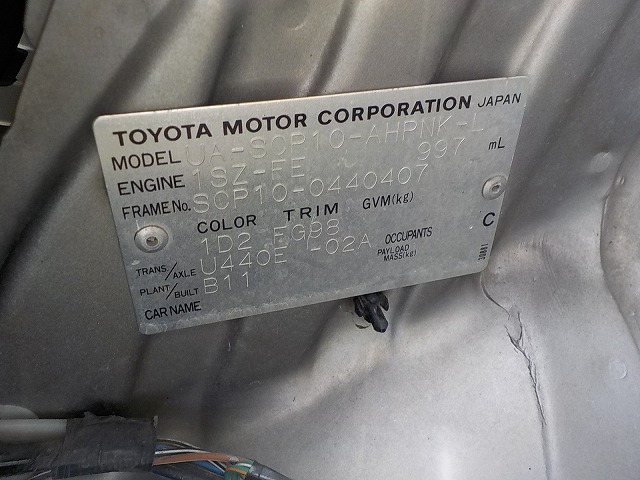 TOYOTA MOTOR CORPORATION JAPAN
MODEL UA-SCP10-AHPNK-L
ENGINE 1SZ-FE 997 mL
FRAME No. SCP10-0440407
COLOR TRIM GVM(kg)
1D2 FG98 C
TRANS/AXLE U440E -02A OCCUPANTS
PLANT/BUILT B11 PAYLOAD MASS(kg)
CAR NAME